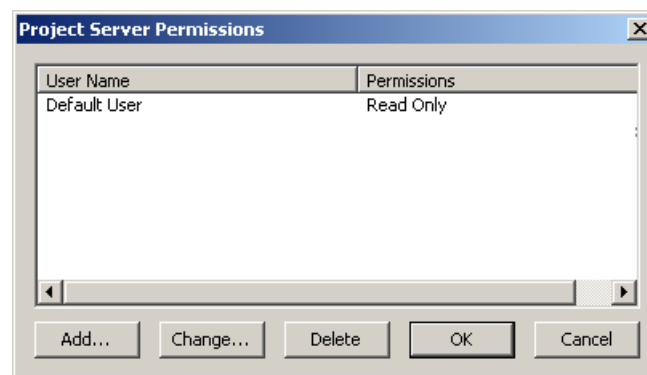 Project Server Permissions
User Name Permissions
Default User Read Only
Add... Change... Delete OK Cancel